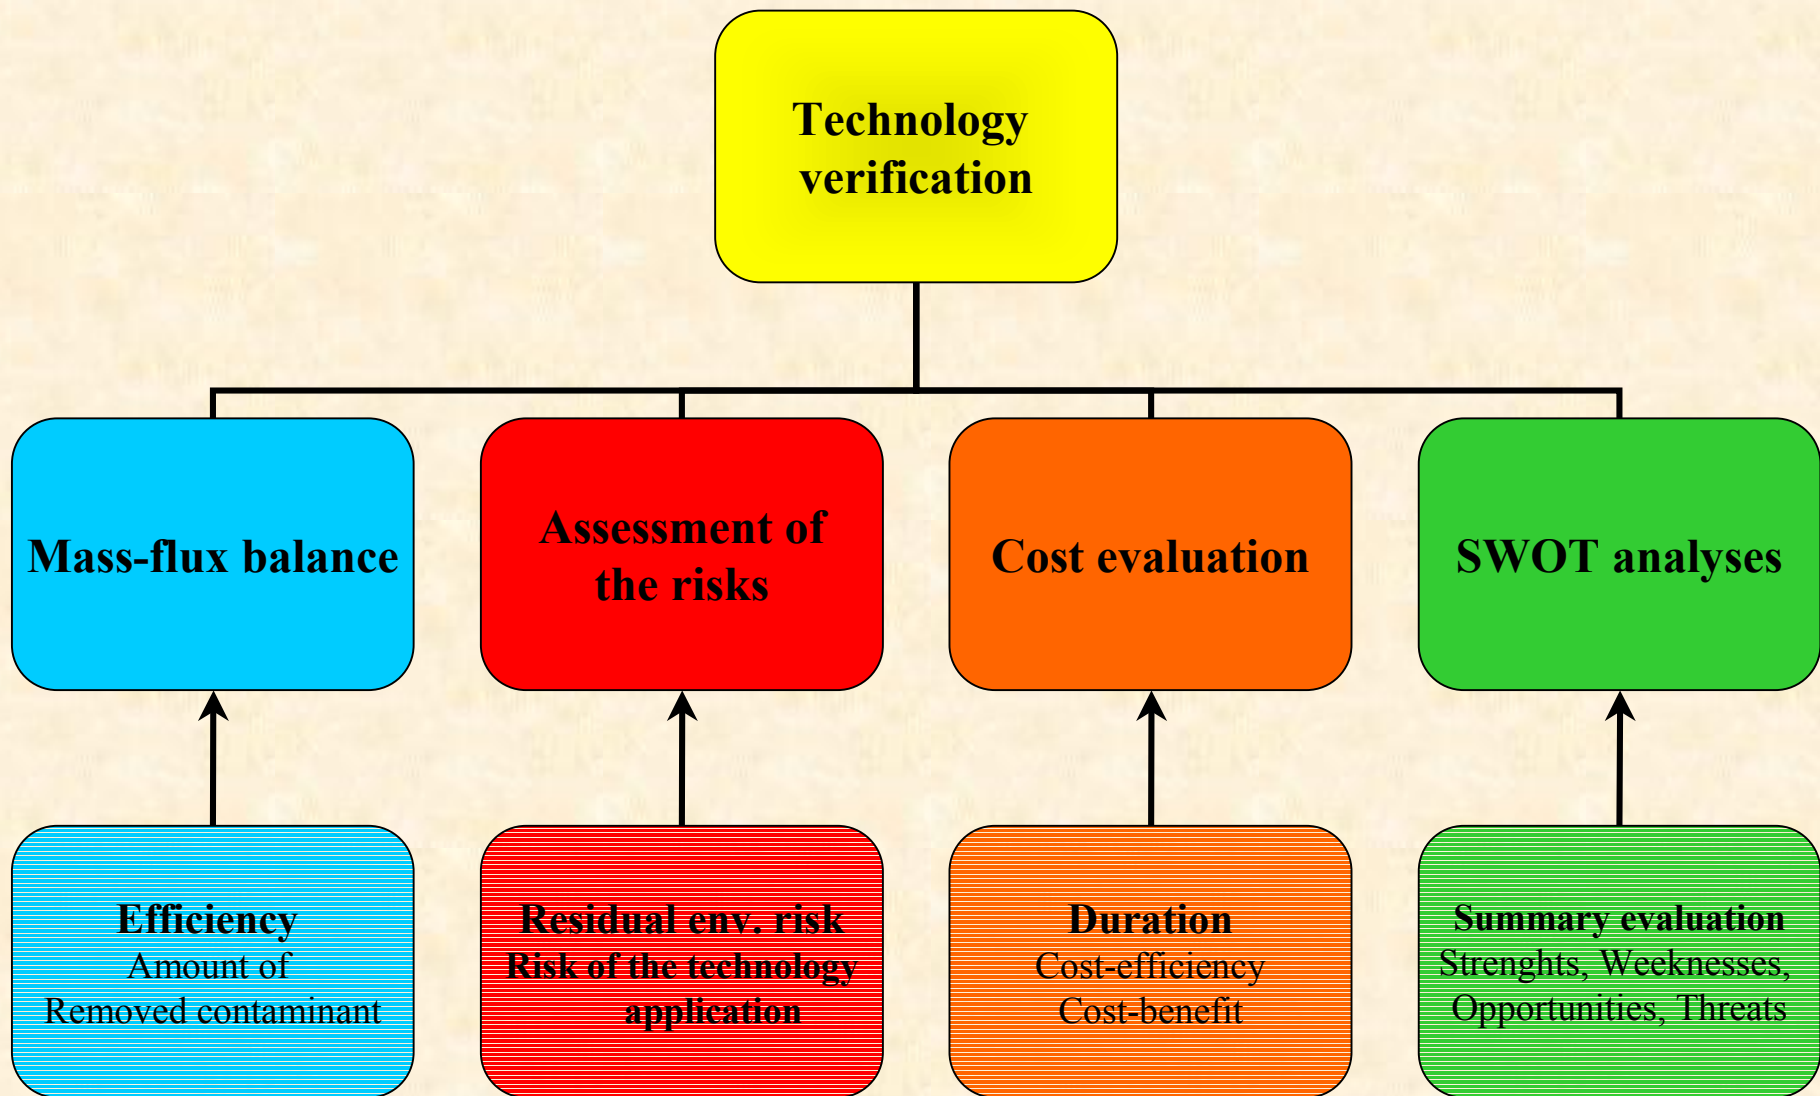 Technology
verification
Mass-flux balance
Assessment of
the risks
Cost evaluation
SWOT analyses
Efficiency
Amount of
Removed contaminant
Residual env. risk
Risk of the technology
application
Duration
Cost-efficiency
Cost-benefit
Summary evaluation
Strenghts, Weeknesses,
Opportunities, Threats